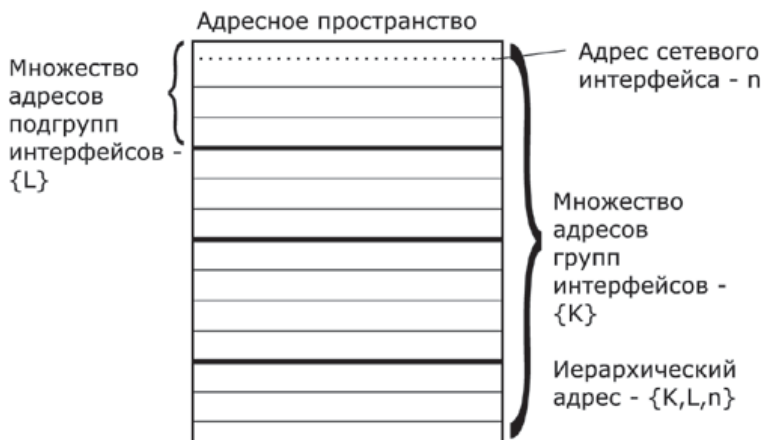 Адресное пространство
Множество
адресов
подгрупп
интерфейсов -
{L}
Адрес сетевого
интерфейса - n
Множество
адресов
групп
интерфейсов -
{K}
Иерархический
адрес - {K,L,n}